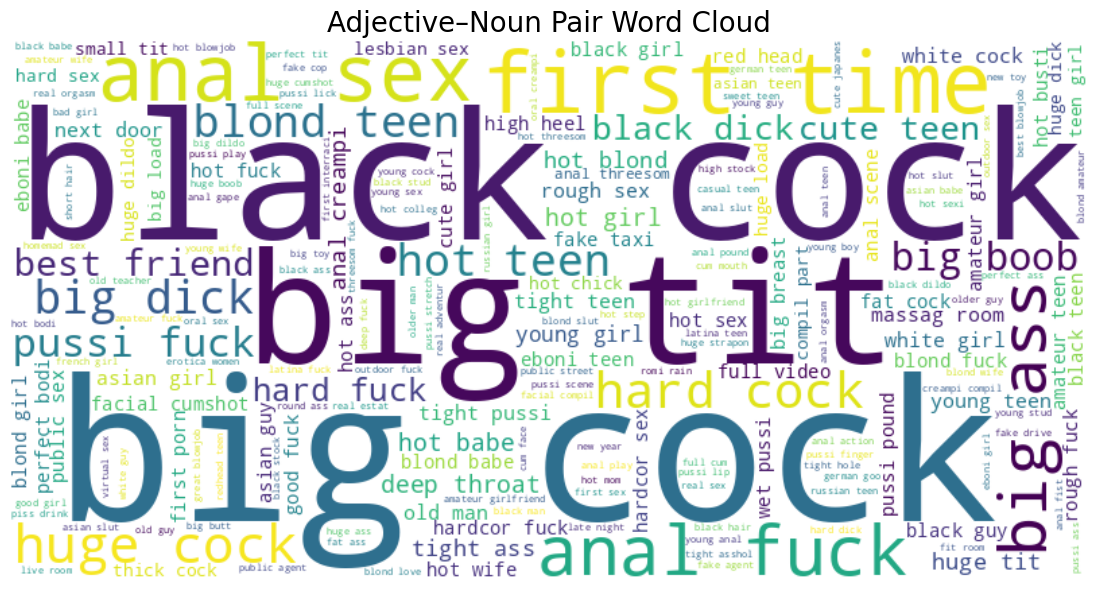 Adjective–Noun Pair Word Cloud
black cock
big tit
big cock
first time
anal sex
anal fuck
big ass
huge cock
hard cock
blond teen
hot teen
big dick
pussi fuck
best friend
big boob
black dick
cute teen
black babe
small tit
hot blowjob
perfect tit
lesbian sex
black girl
red head
white cock
amateur wife
fake cop
german teen
new toy
hard sex
huge cumshot
asian teen
real orgasm
pussi lick
sweet teen
oral creampi
cute japanes
hot busti
huge dick
teen girl
bad girl
full scene
young guy
eboni babe
next door
high heel
hot threesom
best blowjob
outdoor sex
big dildo
pussi play
hot fuck
huge boob
anal gape
short hair
huge dildo
big load
first interraci
anal creampi
young cock
black stud
young sex
hot colleg
cute girl
hot blond
anal threesom
rough sex
hot girl
fake taxi
russian girl
high stock
casual teen
anal slut
huge load
anal teen
anal scene
hot slut
asian babe
hot sexi
amateur girl
blond amateur
homemad sex
young wife
old teacher
big toy
black ass
hot ass
threesom fuck
deep fuck
older man
pussi stretch
real adventur
anal pound
cum mouth
young boy
black dildo
perfect ass
older guy
hot chick
tight teen
young girl
blond slut
eboni teen
hot girlfriend
hot step
hot sex
latina teen
huge strapon
big breast
compil part
anal orgasm
fat cock
massag room
white girl
blond fuck
amateur teen
black teen
hot bodi
amateur fuck
oral sex
french girl
erotica women
latina fuck
outdoor fuck
public street
romi rain
full video
blond wife
creampi compil
blond girl
perfect bodi
public sex
asian girl
facial cumshot
hard fuck
pussi scene
facial compil
young teen
young stud
round ass
real estat
tight pussi
fake drive
rough fuck
virtual sex
white guy
first porn
great blowjob
redhead teen
asian guy
black stock
good fuck
hot babe
blond babe
deep throat
old man
cum face
new year
anal play
hot mom
first sex
hardcor sex
full cum
pussi lip
real sex
wet pussi
anal action
pussi finger
tight hole
german goo
russian teen
pussi pound
eboni girl
anal fist
good girl
piss drink
asian slut
old guy
big butt
huge ass
fat ass
amateur girlfriend
black man
hardcor fuck
late night
black hair
young anal
tight asshol
fake agent
hard dick
black guy
fit room
huge tit
pussi ass
live room
thick cock
public agent
tight ass
hot wife
blond love